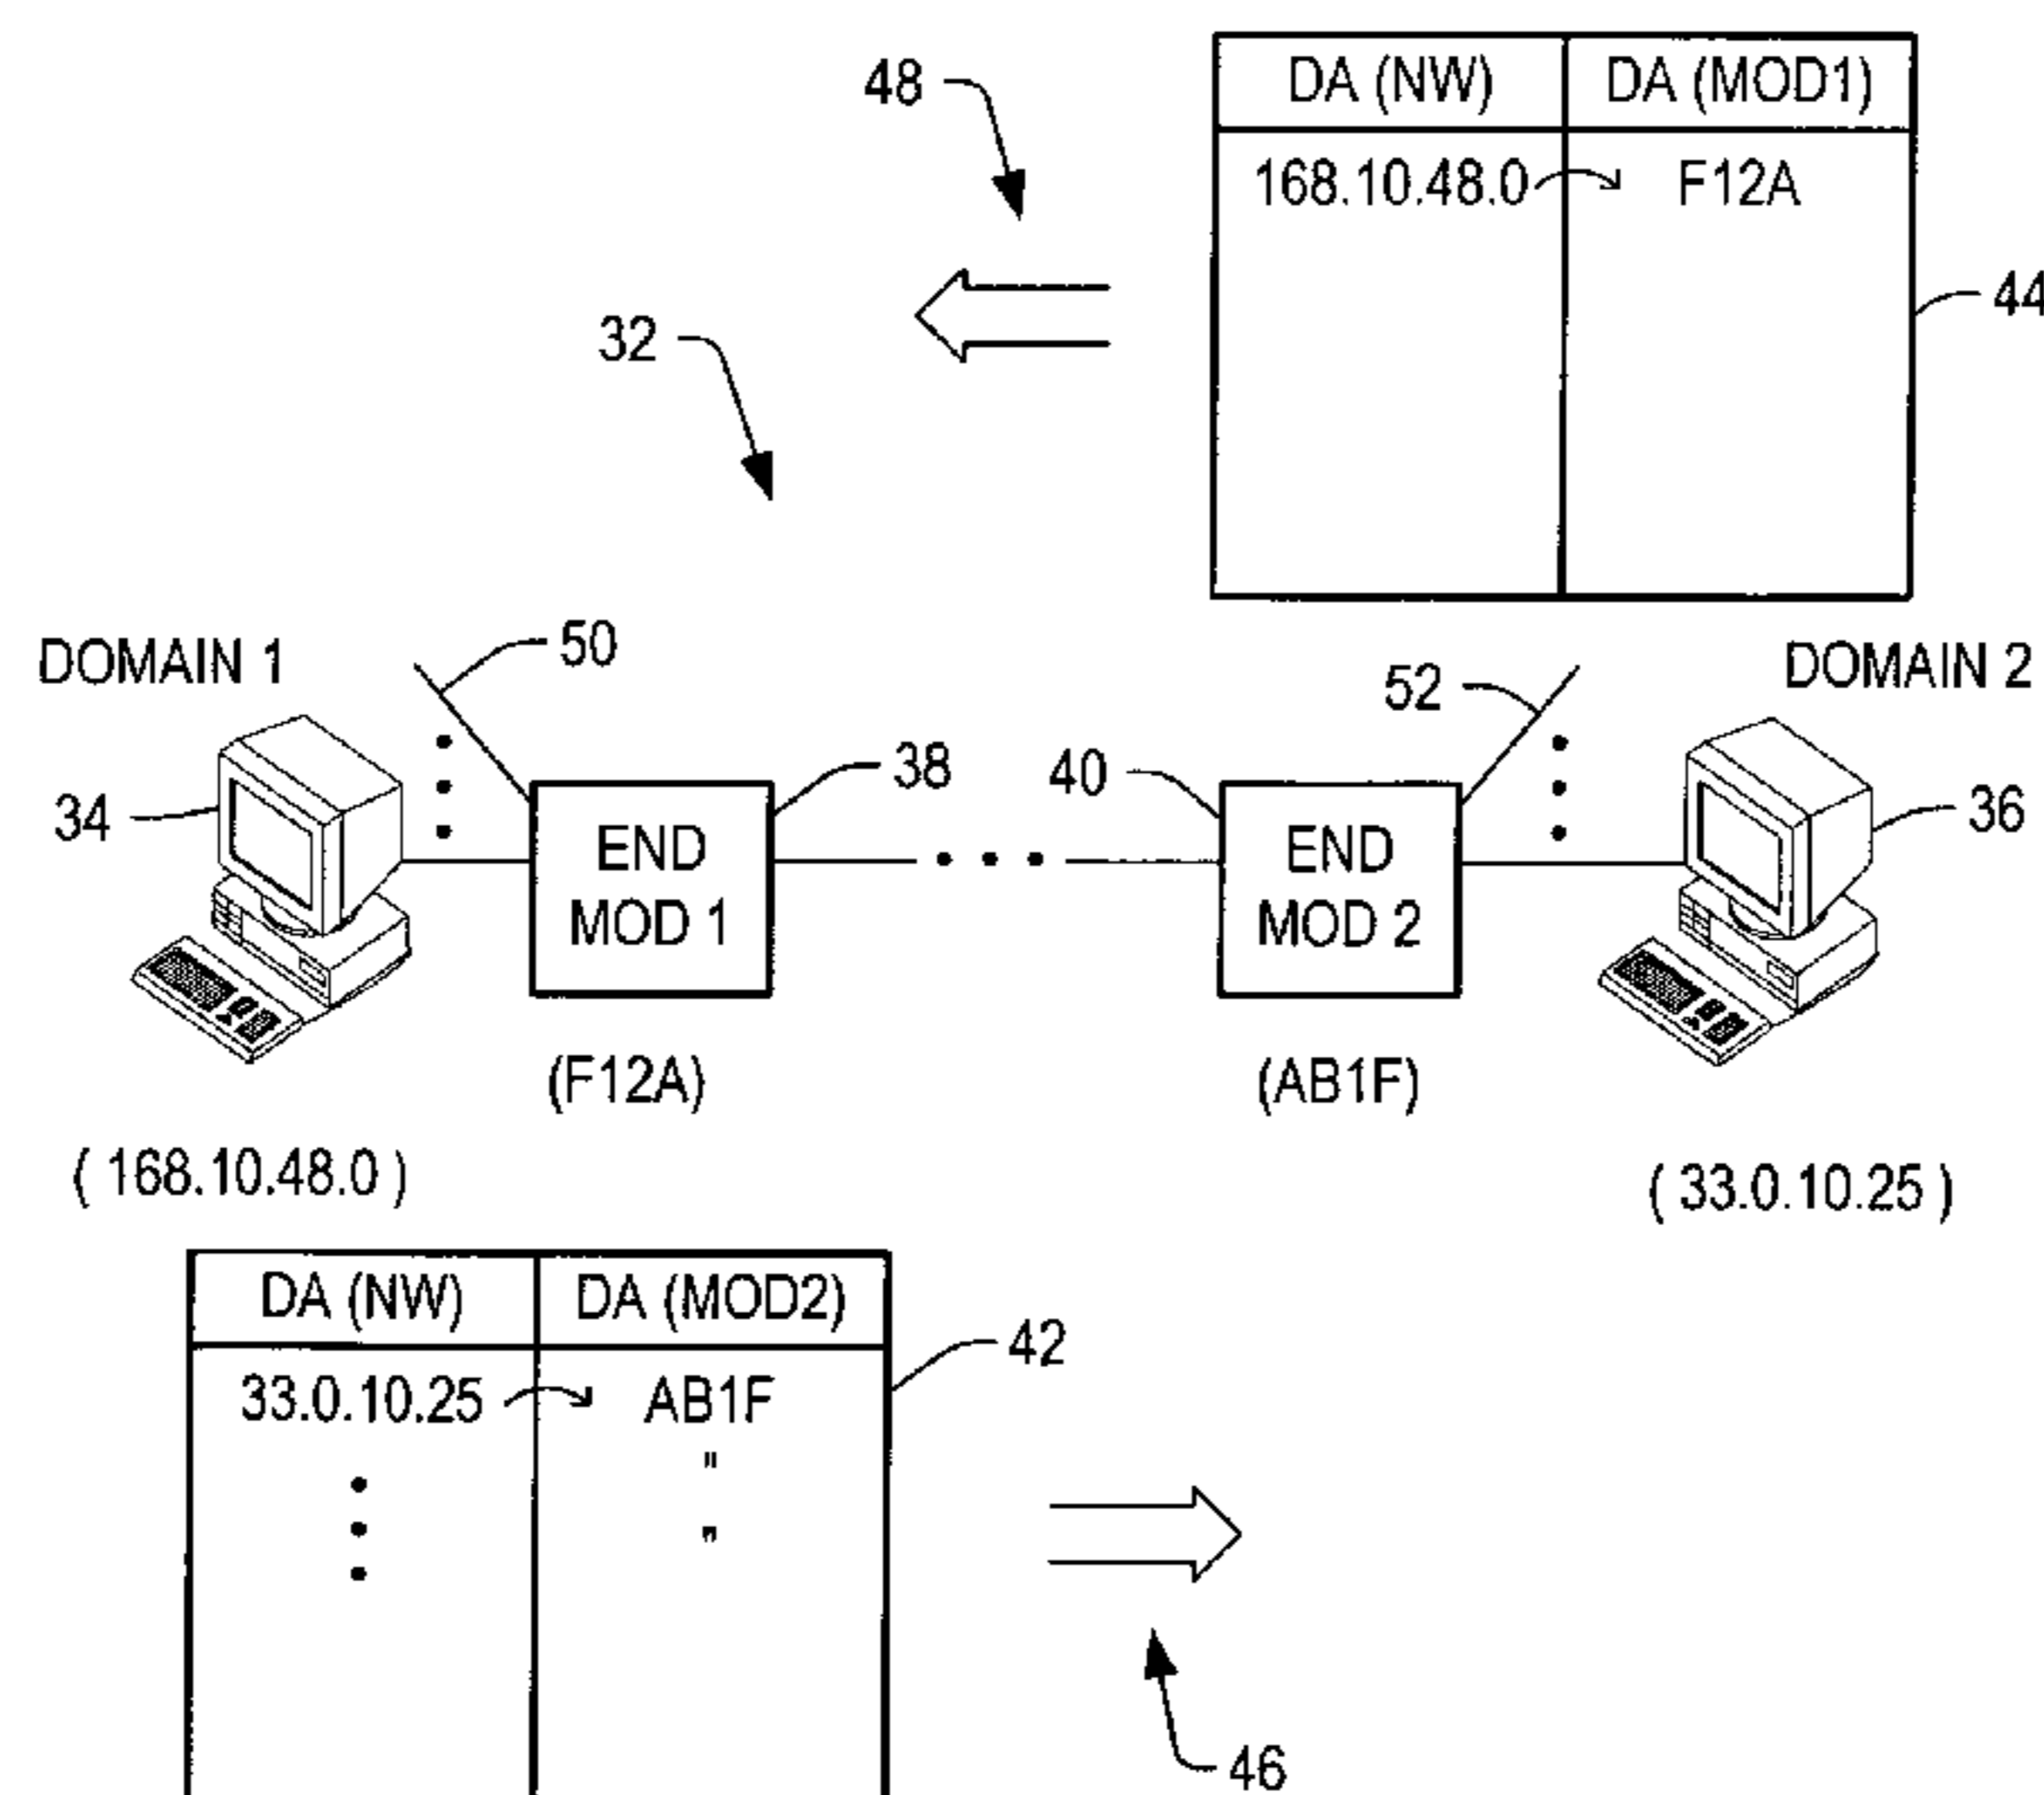 DA (NW) DA (MOD1)
48
168.10.48.0 F12A
44
32
DOMAIN 1
50
52
DOMAIN 2
34
38
40
36
END MOD 1
END MOD 2
(F12A)
(AB1F)
( 168.10.48.0 )
( 33.0.10.25 )
DA (NW) DA (MOD2)
42
33.0.10.25 AB1F
"
"
46